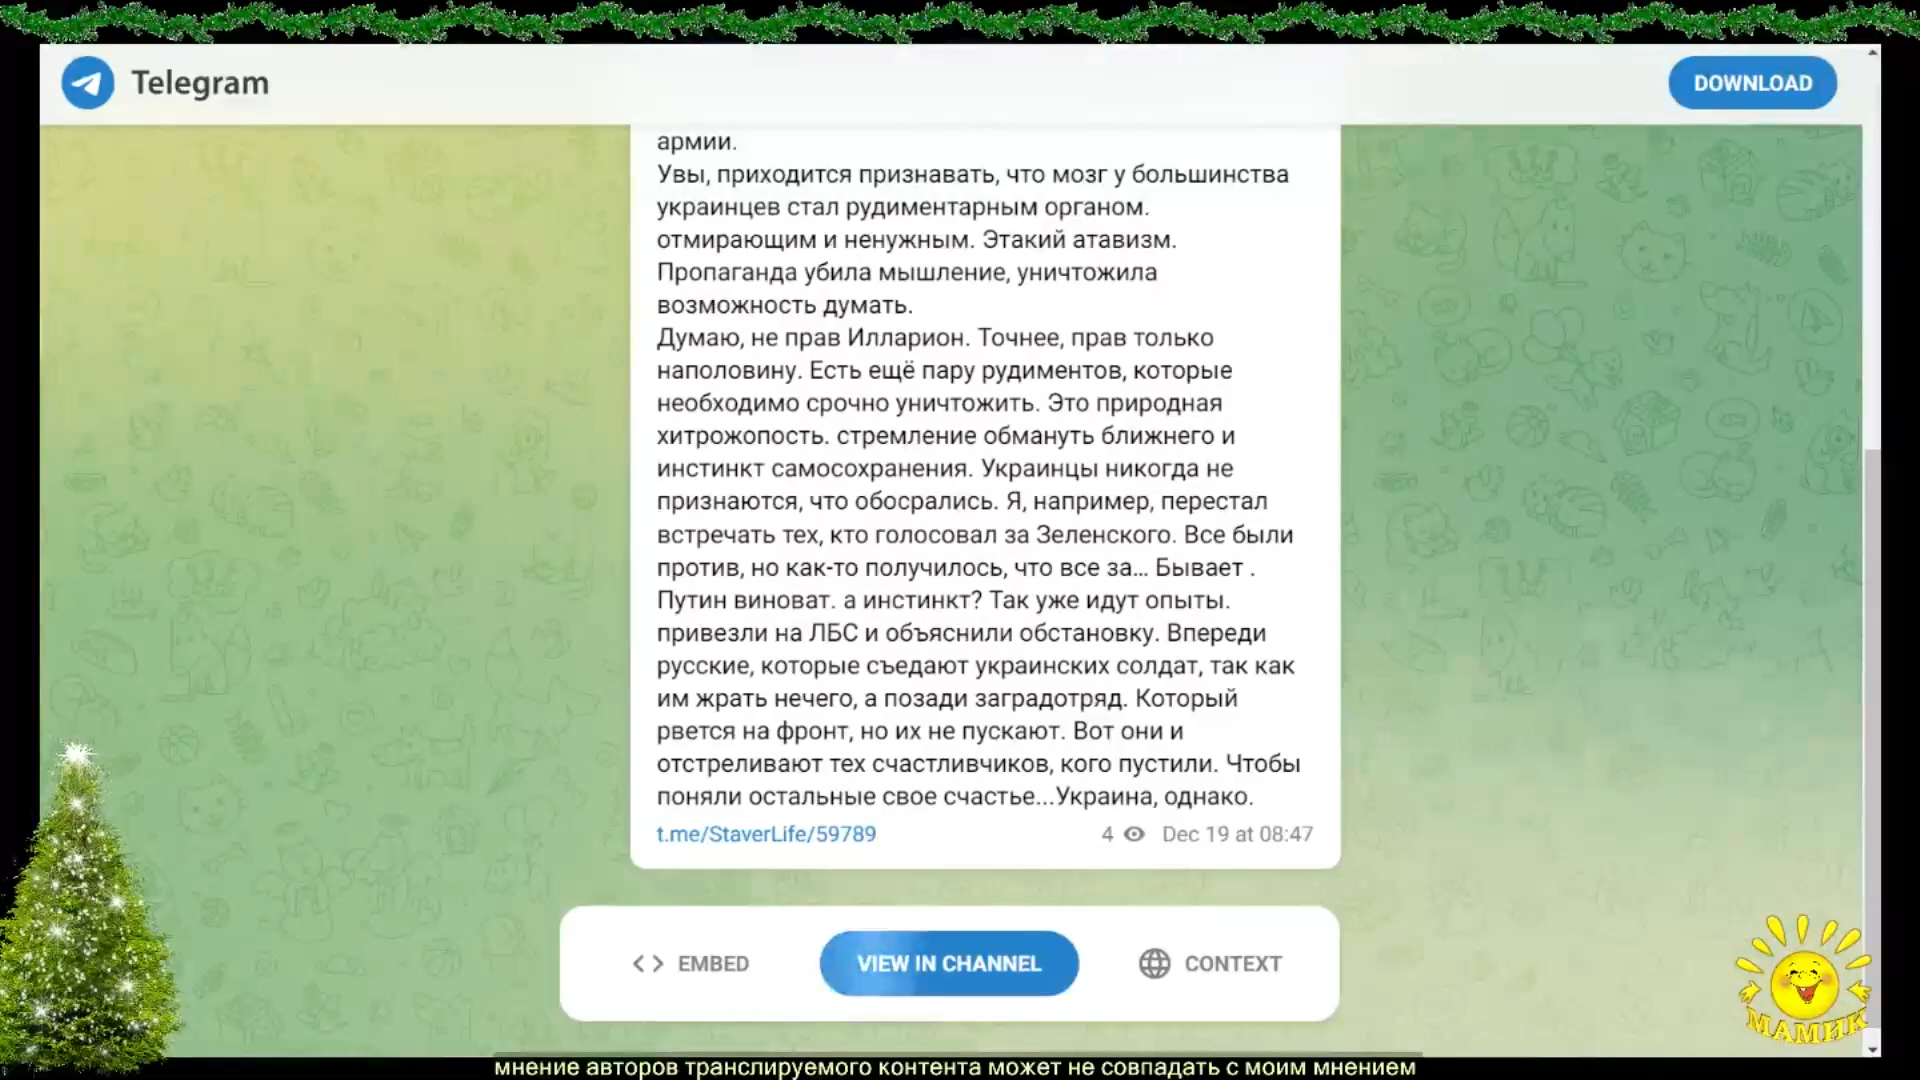 Telegram
DOWNLOAD
армии.
Увы, приходится признавать, что мозг у большинства
украинцев стал рудиментарным органом.
отмирающим и ненужным. Этакий атавизм.
Пропаганда убила мышление, уничтожила
возможность думать.
Думаю, не прав Илларион. Точнее, прав только
наполовину. Есть ещё пару рудиментов, которые
необходимо срочно уничтожить. Это природная
хитрожопость. стремление обмануть ближнего и
инстинкт самосохранения. Украинцы никогда не
признаются, что обосрались. Я, например, перестал
встречать тех, кто голосовал за Зеленского. Все были
против, но как-то получилось, что все за... Бывает .
Путин виноват. а инстинкт? Так уже идут опыты.
привезли на ЛБС и объяснили обстановку. Впереди
русские, которые съедают украинских солдат, так как
им жрать нечего, а позади заградотряд. Который
рвется на фронт, но их не пускают. Вот они и
отстреливают тех счастливчиков, кого пустили. Чтобы
поняли остальные свое счастье...Украина, однако.
t.me/StaverLife/59789 4 Dec 19 at 08:47
EMBED VIEW IN CHANNEL CONTEXT
МАМИК
мнение авторов транслируемого контента может не совпадать с моим мнением